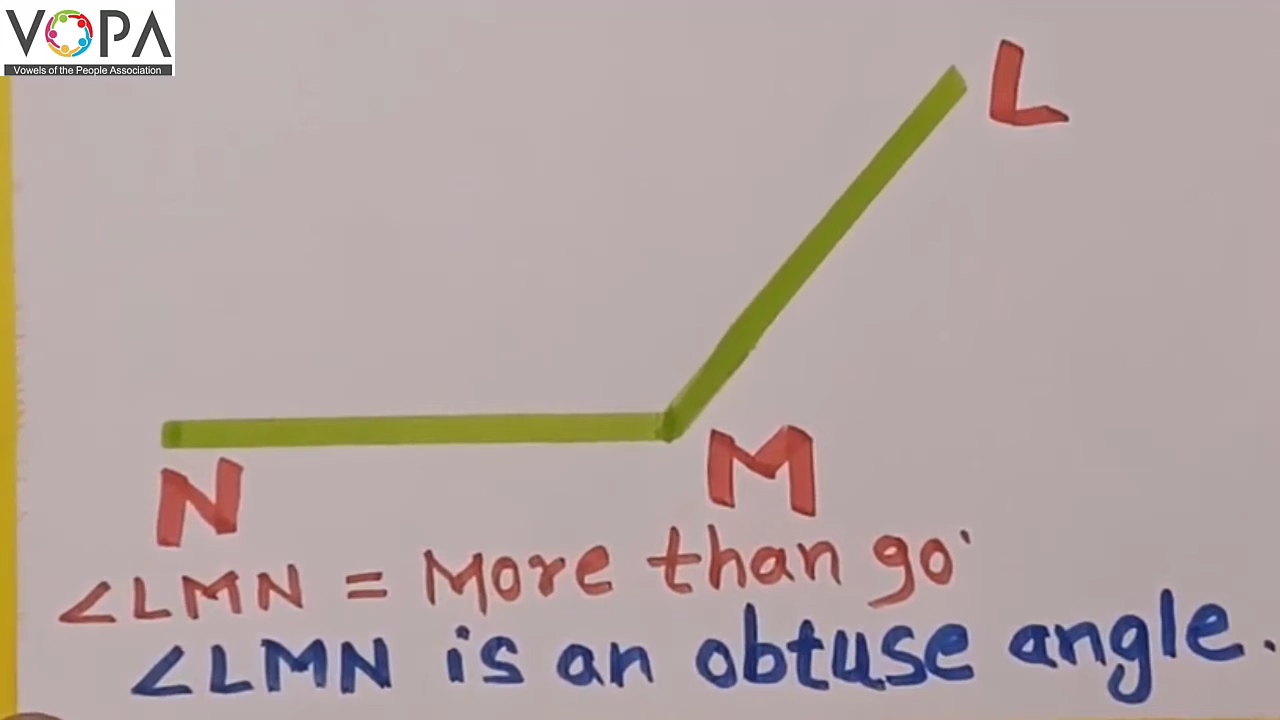 VOPA
Vowels of the People Association
L
N
M
∠LMN = More than 90°
∠LMN is an obtuse angle.